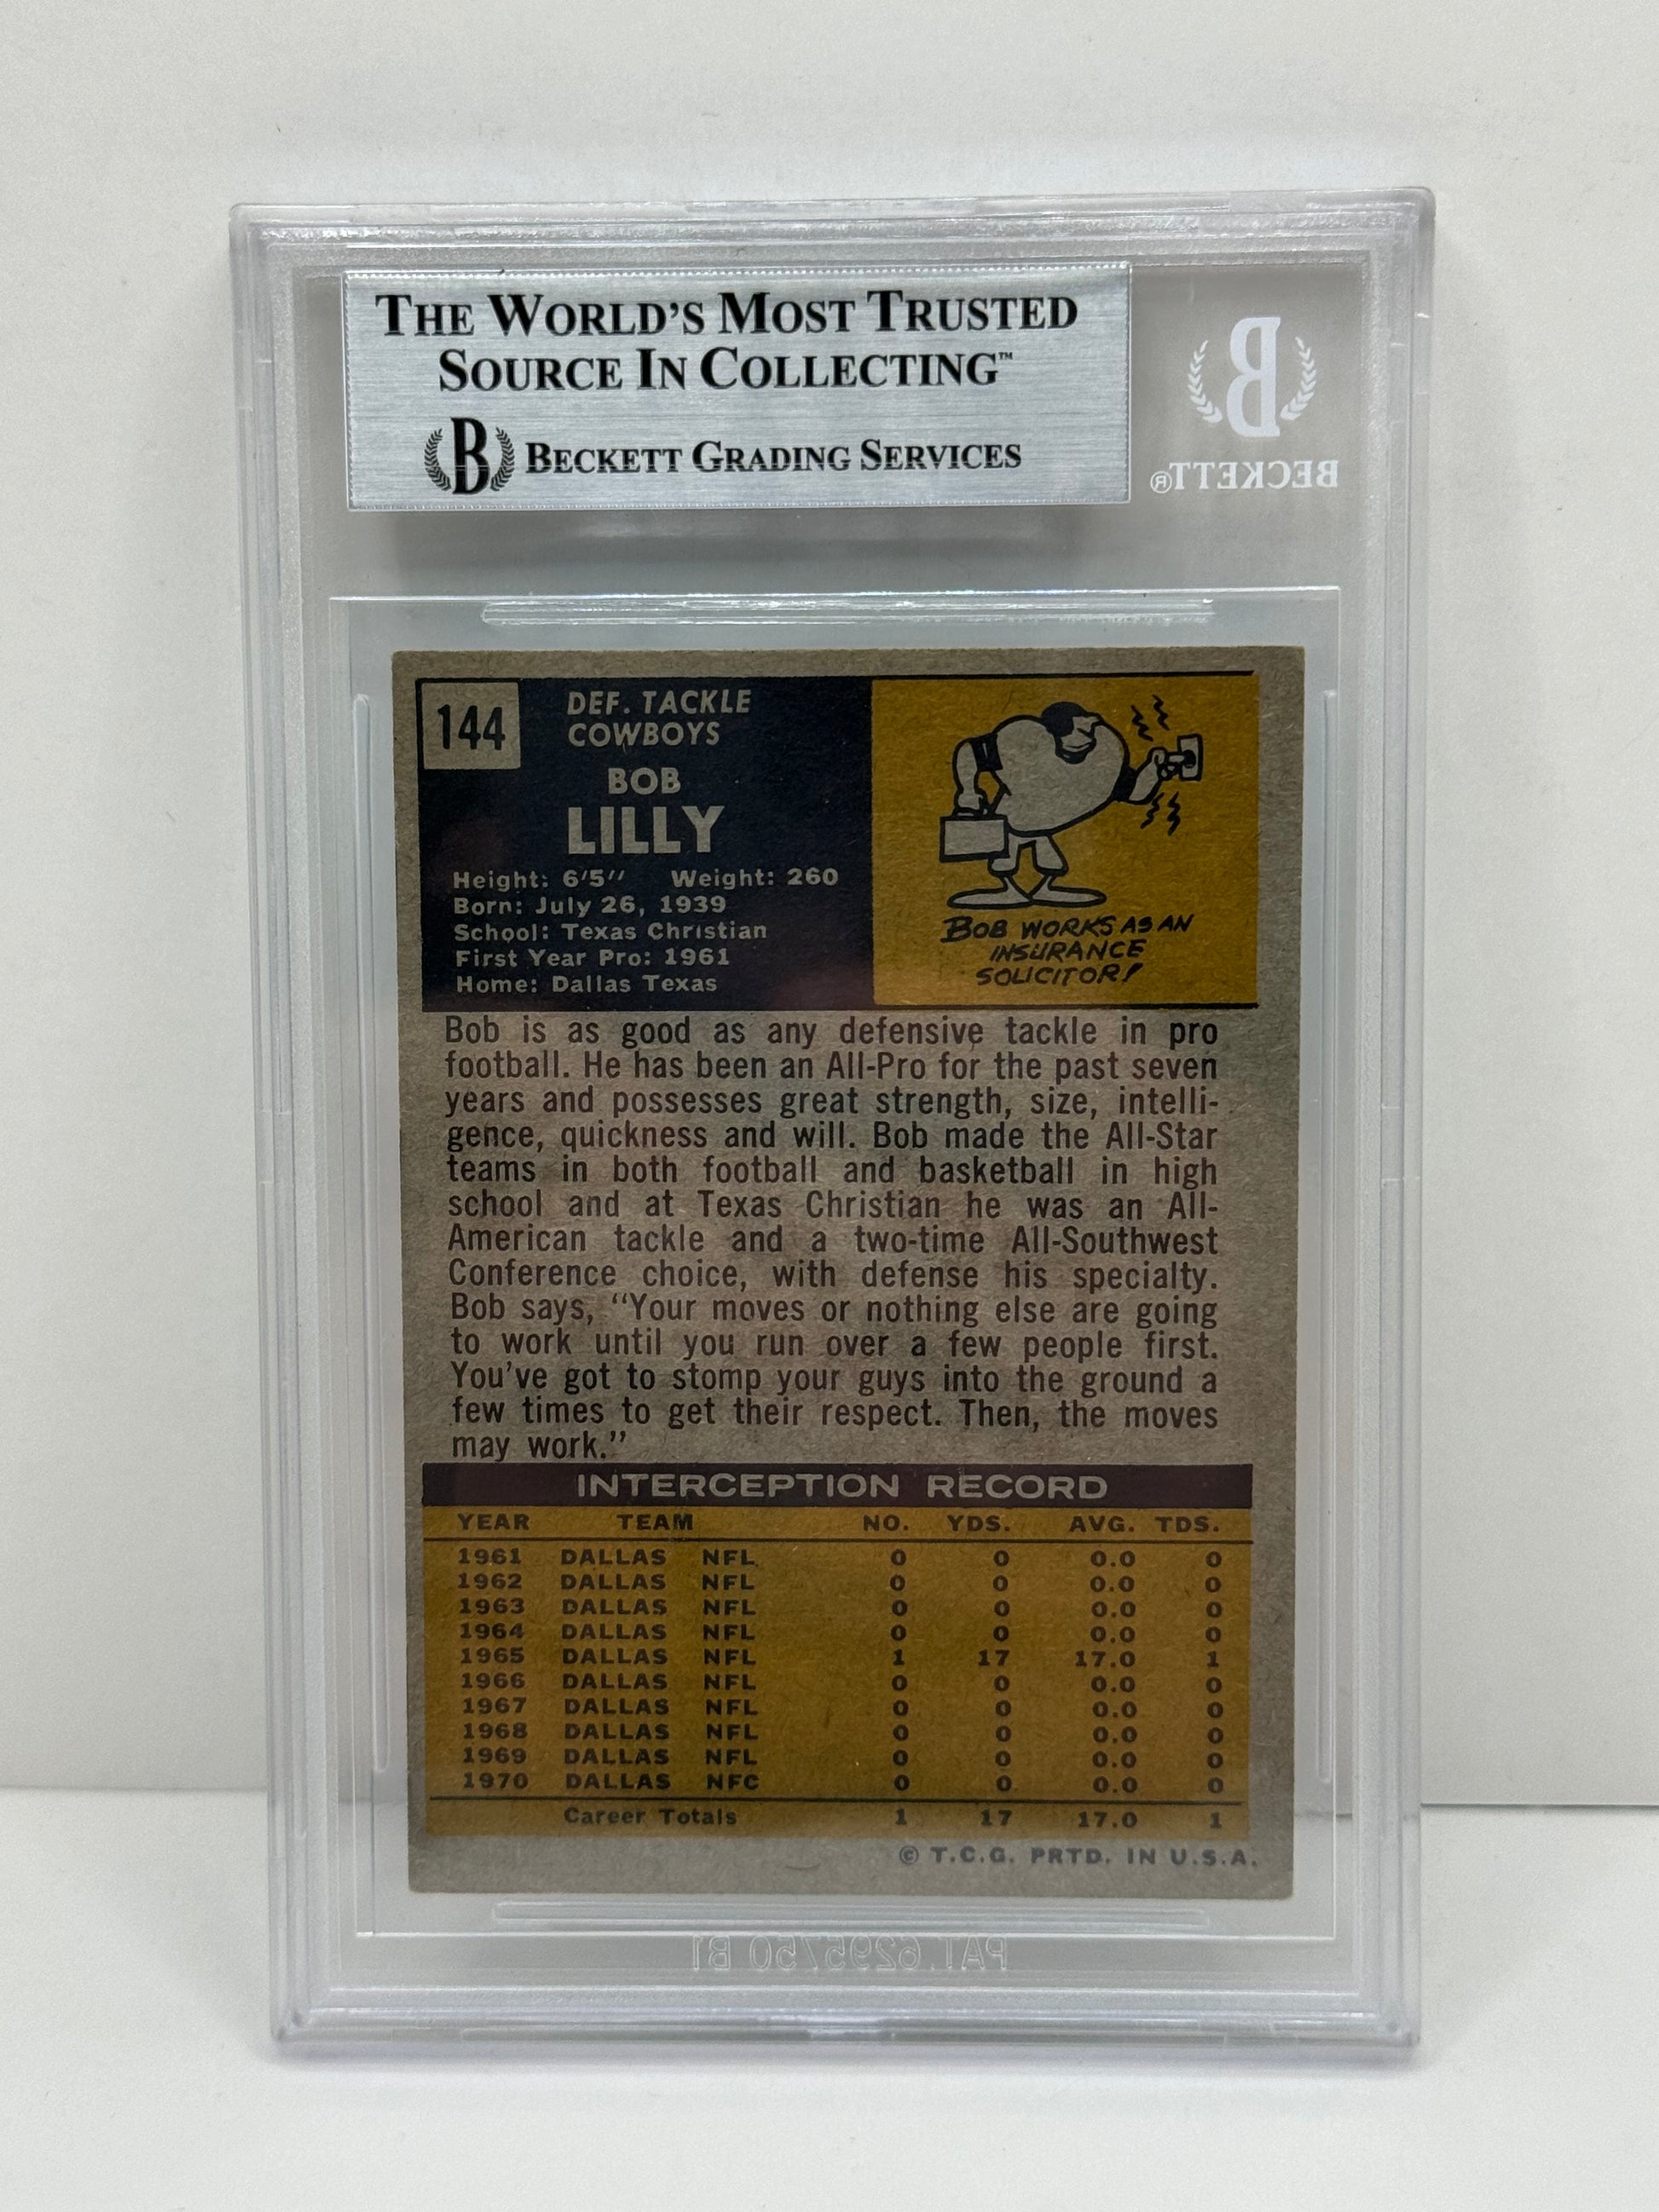 THE WORLD'S MOST TRUSTED
SOURCE IN COLLECTING™
B BECKETT GRADING SERVICES
B
BECKETT®
144
DEF. TACKLE
COWBOYS
BOB
LILLY
Height: 6'5'' Weight: 260
Born: July 26, 1939
School: Texas Christian
First Year Pro: 1961
Home: Dallas Texas
BOB WORKS AS AN
INSURANCE
SOLICITOR!
Bob is as good as any defensive tackle in pro
football. He has been an All-Pro for the past seven
years and possesses great strength, size, intelli-
gence, quickness and will. Bob made the All-Star
teams in both football and basketball in high
school and at Texas Christian he was an All-
American tackle and a two-time All-Southwest
Conference choice, with defense his specialty.
Bob says, "Your moves or nothing else are going
to work until you run over a few people first.
You've got to stomp your guys into the ground a
few times to get their respect. Then, the moves
may work."
INTERCEPTION RECORD
YEAR TEAM NO. YDS. AVG. TDS.
1961 DALLAS NFL 0 0 0.0 0
1962 DALLAS NFL 0 0 0.0 0
1963 DALLAS NFL 0 0 0.0 0
1964 DALLAS NFL 0 0 0.0 0
1965 DALLAS NFL 1 17 17.0 1
1966 DALLAS NFL 0 0 0.0 0
1967 DALLAS NFL 0 0 0.0 0
1968 DALLAS NFL 0 0 0.0 0
1969 DALLAS NFL 0 0 0.0 0
1970 DALLAS NFC 0 0 0.0 0
Career Totals 1 17 17.0 1
© T.C.G. PRTD. IN U.S.A.
PAT. 6295750 B1